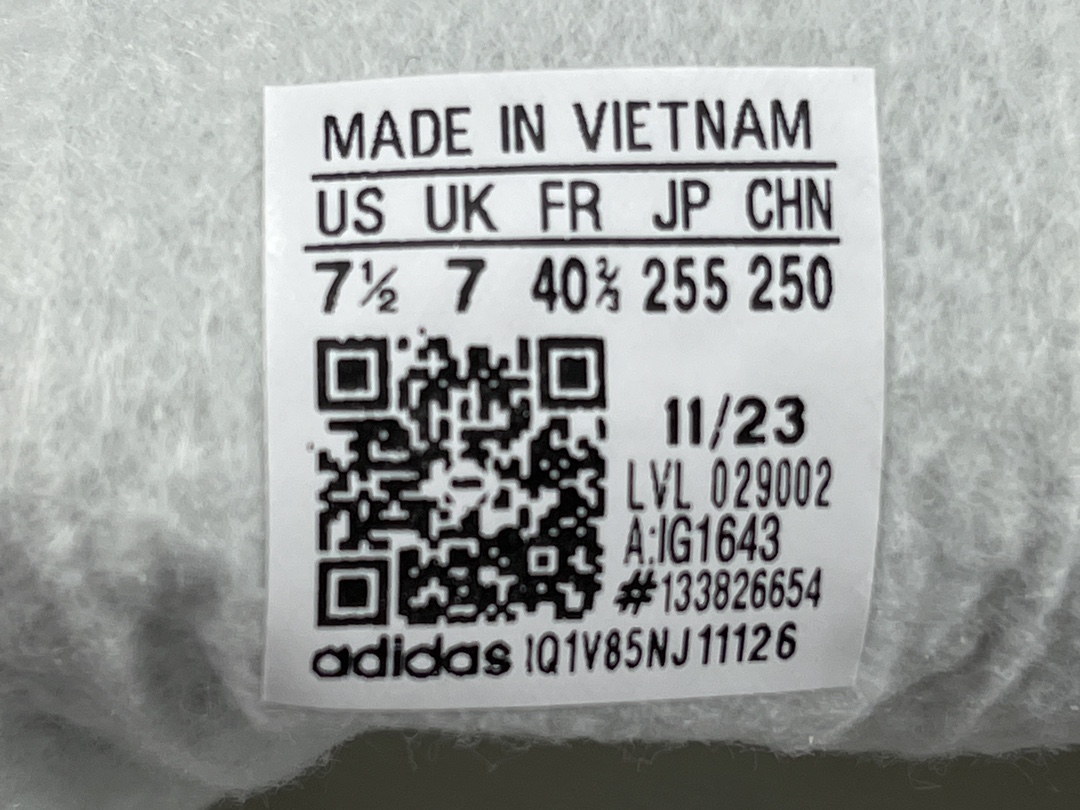 MADE IN VIETNAM
US UK FR JP CHN
7½ 7 40⅔ 255 250
11/23
LVL 029002
A:IG1643
#133826654
adidas 1Q1V85NJ11126